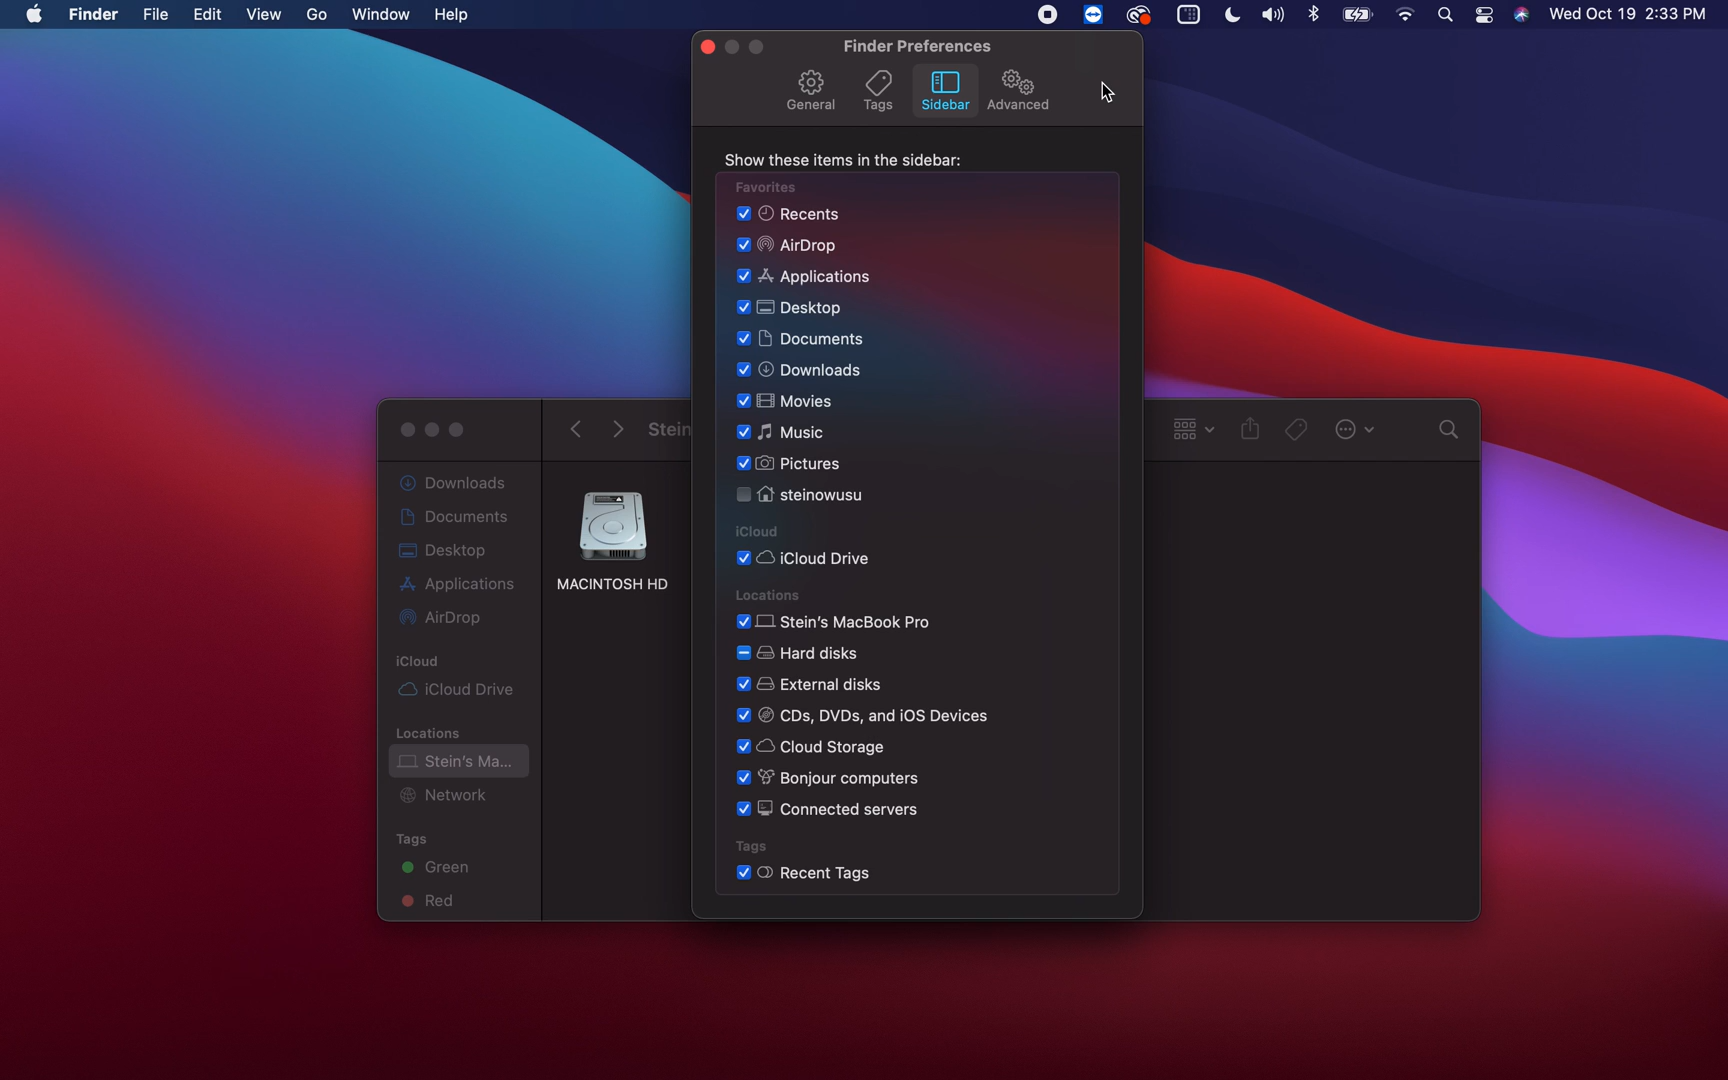 Finder File Edit View Go Window Help
Wed Oct 19 2:33 PM
Finder Preferences
General Tags Sidebar Advanced
Show these items in the sidebar:
Favorites
Recents
AirDrop
Applications
Desktop
Documents
Downloads
Movies
Music
Pictures
steinowusu
iCloud
iCloud Drive
Locations
Stein's MacBook Pro
Hard disks
External disks
CDs, DVDs, and iOS Devices
Cloud Storage
Bonjour computers
Connected servers
Tags
Recent Tags
Stein
Downloads
Documents
Desktop
Applications
AirDrop
iCloud
iCloud Drive
Locations
Stein's Ma...
Network
Tags
Green
Red
MACINTOSH HD